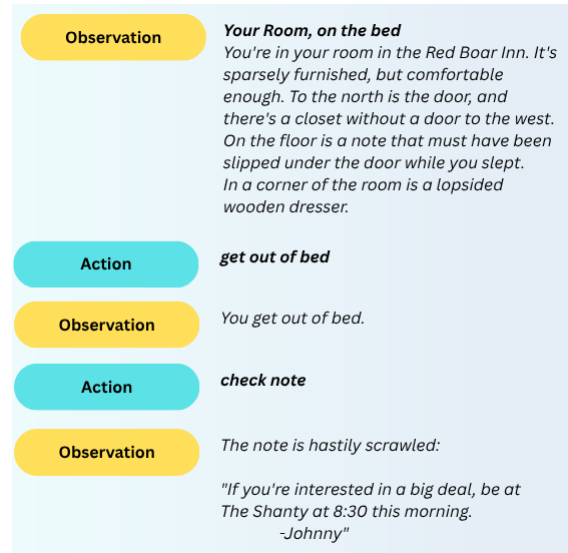 Observation
Your Room, on the bed
You're in your room in the Red Boar Inn. It's
sparsely furnished, but comfortable
enough. To the north is the door, and
there's a closet without a door to the west.
On the floor is a note that must have been
slipped under the door while you slept.
In a corner of the room is a lopsided
wooden dresser.
Action
get out of bed
Observation
You get out of bed.
Action
check note
Observation
The note is hastily scrawled:
"If you're interested in a big deal, be at
The Shanty at 8:30 this morning.
-Johnny"